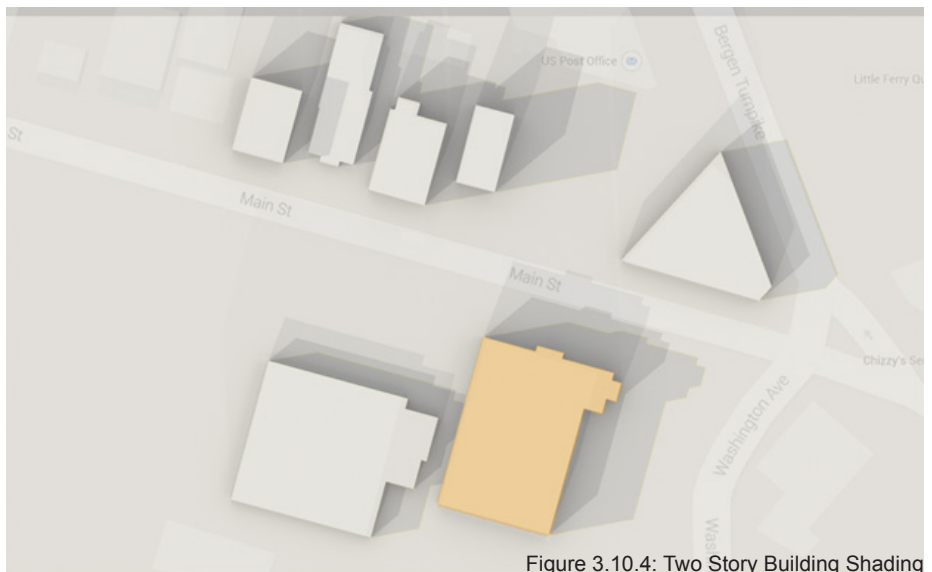 US Post Office
Bergen Turnpike
Little Ferry
St
Main St
Main St
Chizzy's
Washington Ave
Figure 3.10.4: Two Story Building Shading